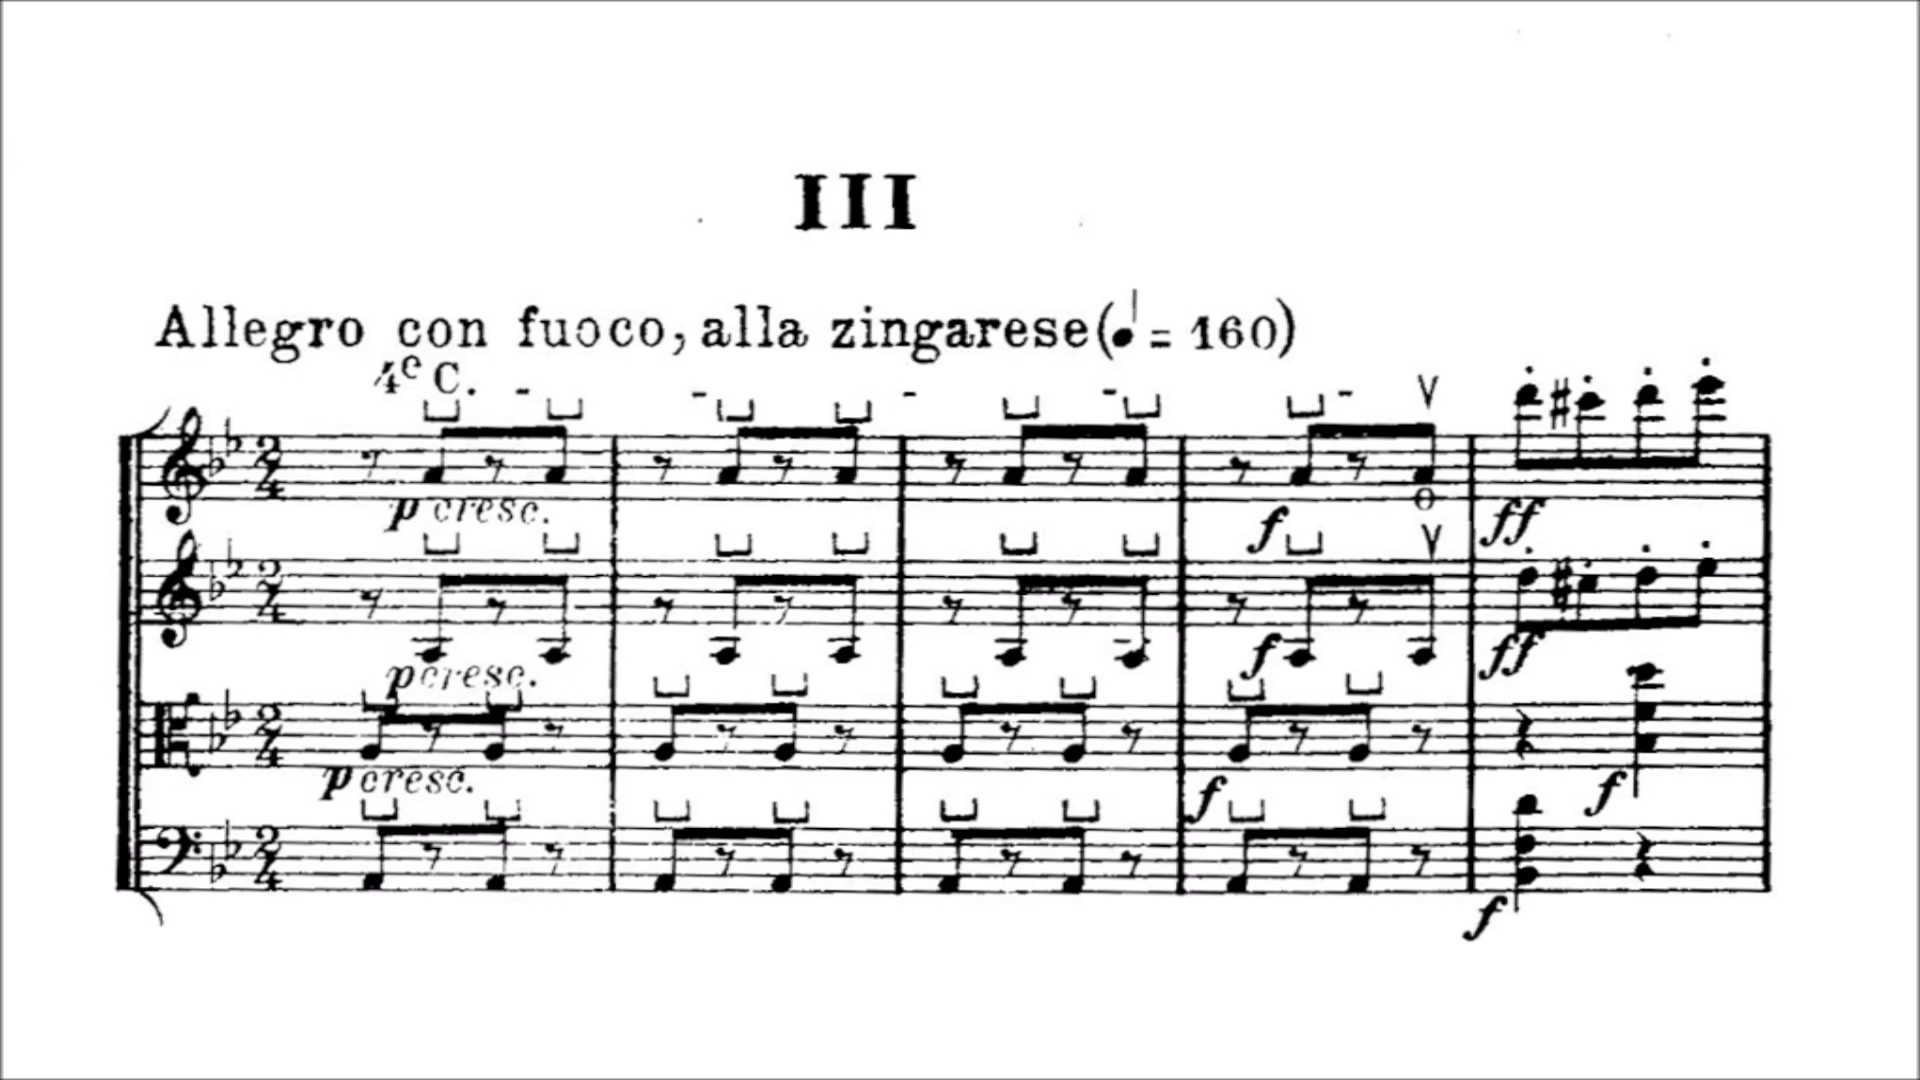 III
Allegro con fuoco, alla zingarese (♩ = 160)
4e C. - - - - -
p cresc. f ff
p cresc. f ff
p cresc. f f
f